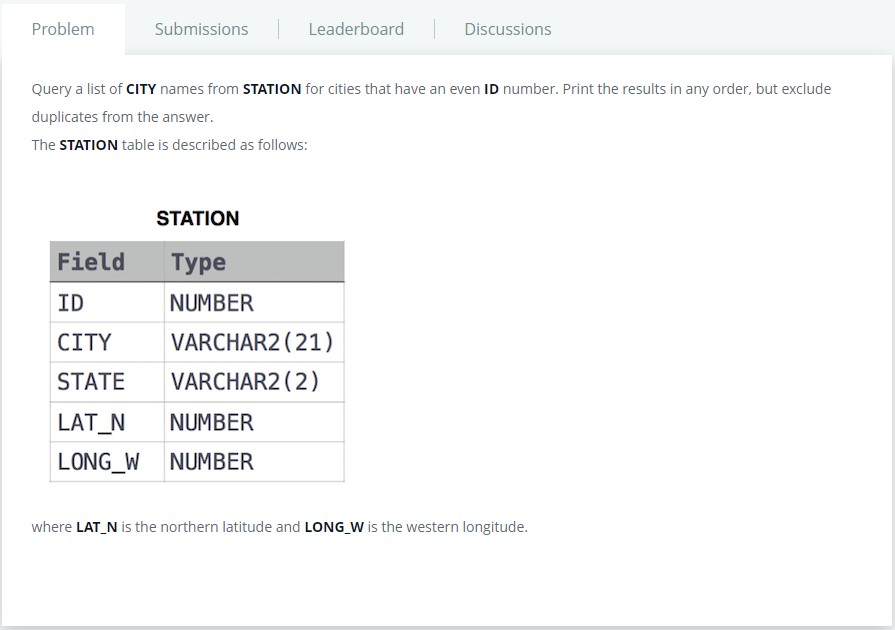 Problem Submissions Leaderboard Discussions
Query a list of CITY names from STATION for cities that have an even ID number. Print the results in any order, but exclude
duplicates from the answer.
The STATION table is described as follows:
STATION
Field Type
ID NUMBER
CITY VARCHAR2(21)
STATE VARCHAR2(2)
LAT_N NUMBER
LONG_W NUMBER
where LAT_N is the northern latitude and LONG_W is the western longitude.